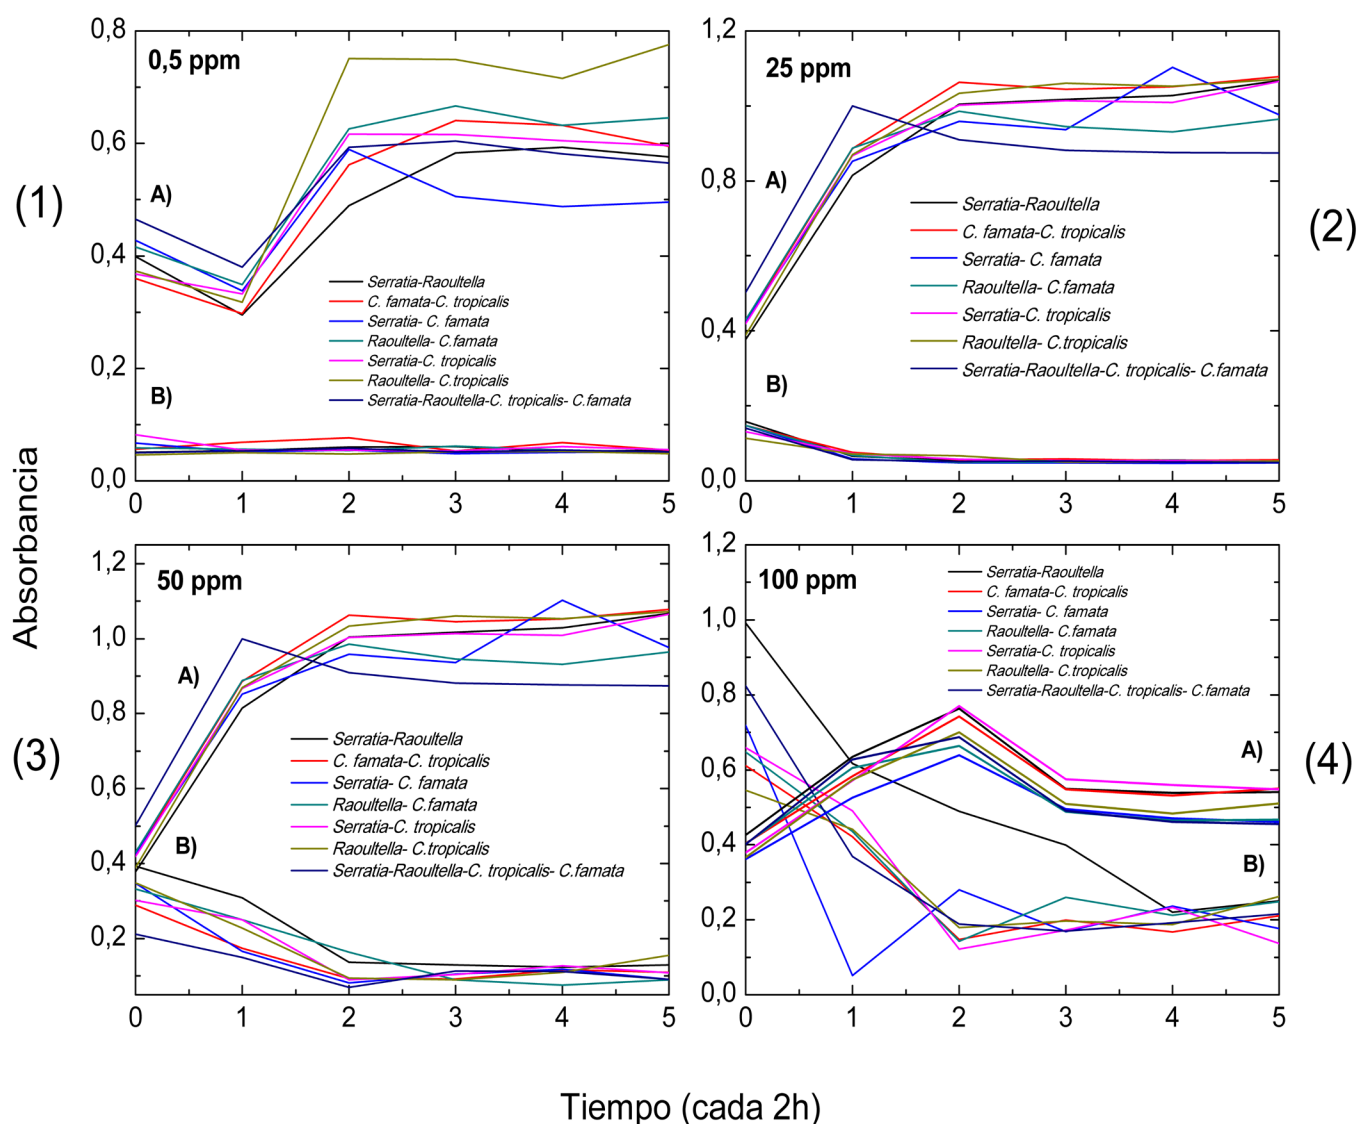 Absorbancia
(1)
0,5 ppm
0,8
0,6
0,4
0,2
0,0
A)
B)
Serratia-Raoultella
C. famata-C. tropicalis
Serratia- C. famata
Raoultella- C.famata
Serratia-C. tropicalis
Raoultella- C.tropicalis
Serratia-Raoultella-C. tropicalis- C.famata
0 1 2 3 4 5
(2)
25 ppm
1,2
0,8
0,4
0,0
A)
B)
Serratia-Raoultella
C. famata-C. tropicalis
Serratia- C. famata
Raoultella- C.famata
Serratia-C. tropicalis
Raoultella- C.tropicalis
Serratia-Raoultella-C. tropicalis- C.famata
0 1 2 3 4 5
(3)
50 ppm
1,2
1,0
0,8
0,6
0,4
0,2
A)
B)
Serratia-Raoultella
C. famata-C. tropicalis
Serratia- C. famata
Raoultella- C.famata
Serratia-C. tropicalis
Raoultella- C.tropicalis
Serratia-Raoultella-C. tropicalis- C.famata
0 1 2 3 4 5
(4)
100 ppm
1,2
1,0
0,8
0,6
0,4
0,2
0,0
Serratia-Raoultella
C. famata-C. tropicalis
Serratia- C. famata
Raoultella- C.famata
Serratia-C. tropicalis
Raoultella- C.tropicalis
Serratia-Raoultella-C. tropicalis- C.famata
A)
B)
0 1 2 3 4 5
Tiempo (cada 2h)